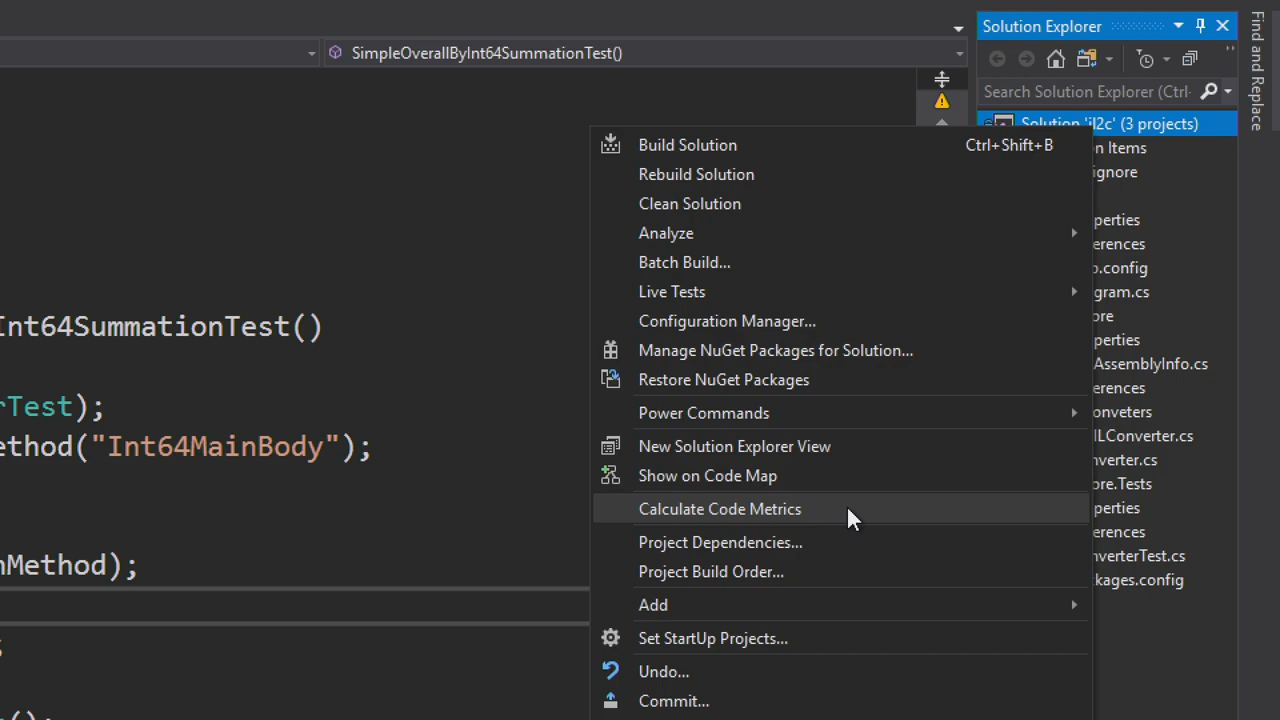 Solution Explorer
SimpleOverallByInt64SummationTest()
Search Solution Explorer (Ctrl-
Find and Replace
Solution 'il2c' (3 projects)
Build Solution Ctrl+Shift+B
Rebuild Solution
Clean Solution
Analyze
Batch Build...
Live Tests
Configuration Manager...
Manage NuGet Packages for Solution...
Restore NuGet Packages
Power Commands
New Solution Explorer View
Show on Code Map
Calculate Code Metrics
Project Dependencies...
Project Build Order...
Add
Set StartUp Projects...
Undo...
Commit...
n Items
ignore
perties
erences
p.config
gram.cs
ore
perties
AssemblyInfo.cs
erences
onveters
ILConverter.cs
nverter.cs
ore.Tests
perties
erences
nverterTest.cs
kages.config
Int64SummationTest()
rTest);
ethod("Int64MainBody");
nMethod);
();